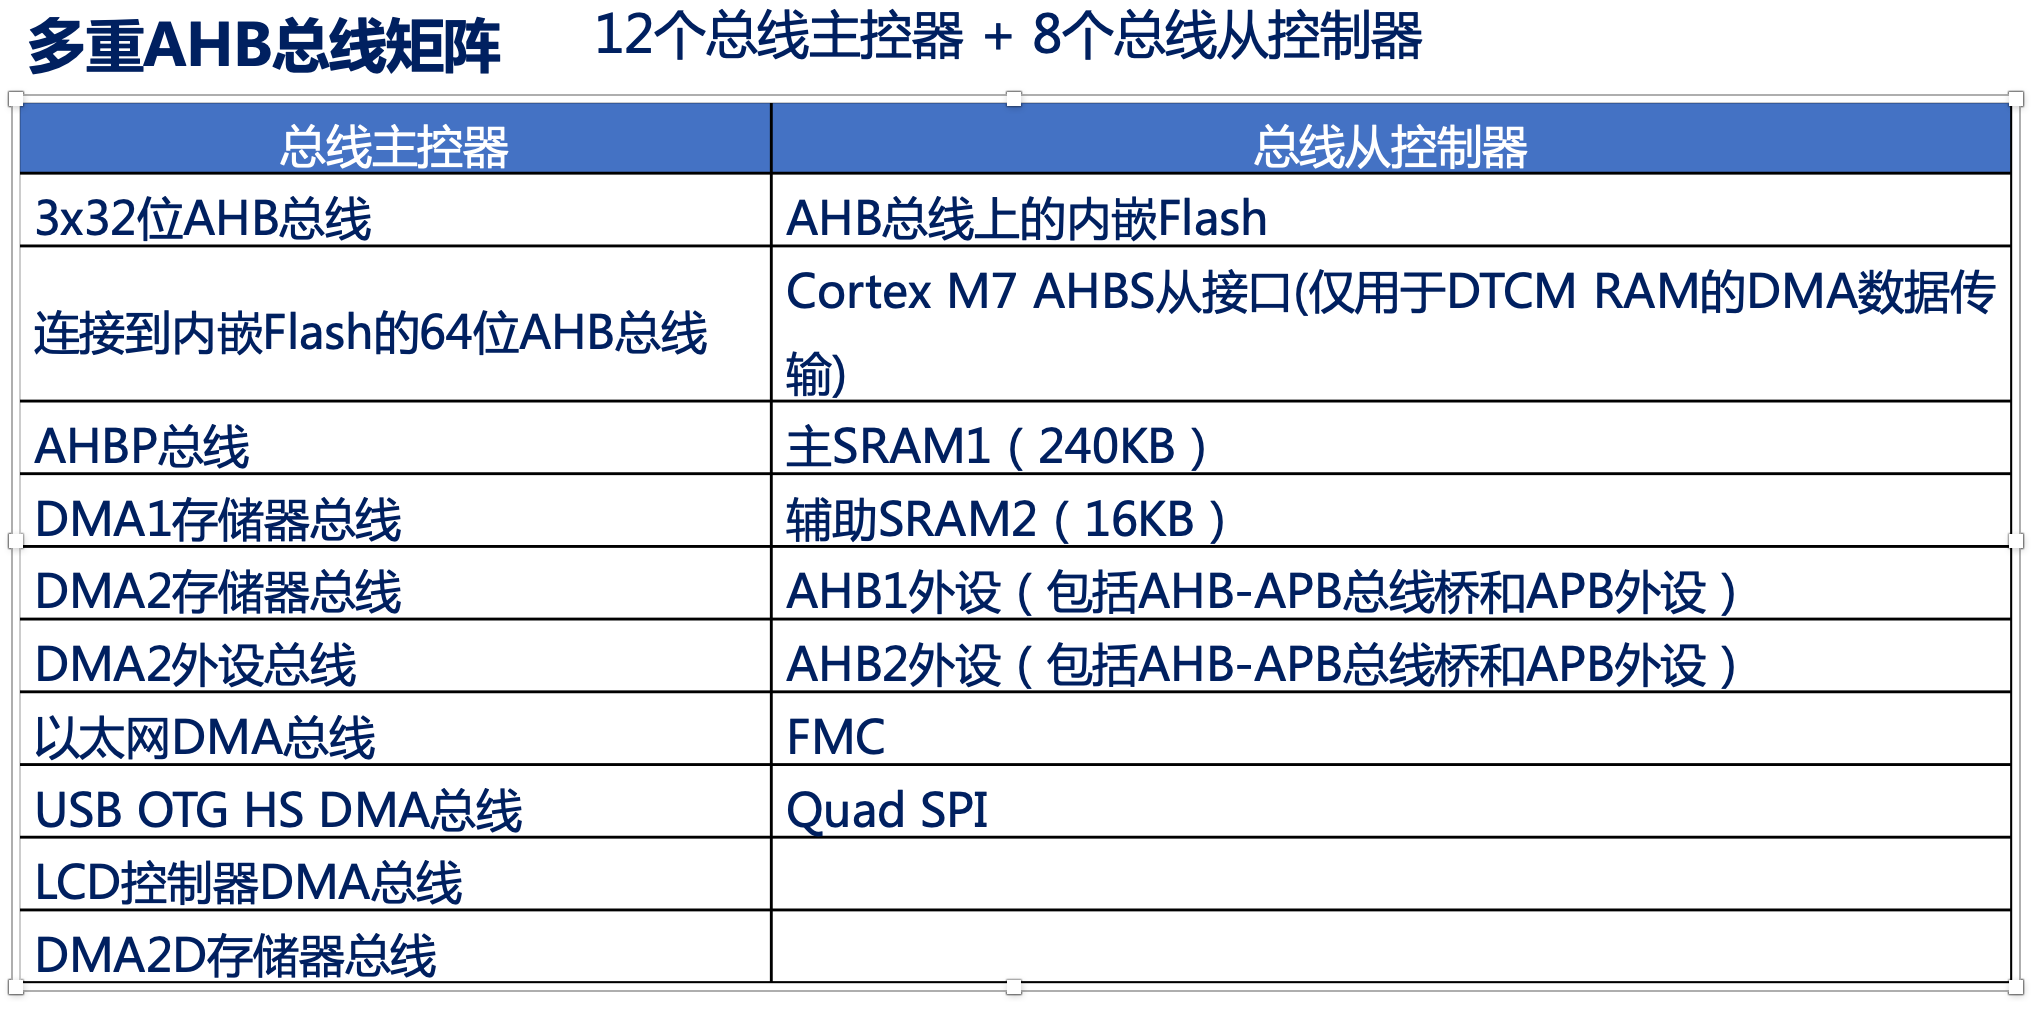 多重AHB总线矩阵 12个总线主控器 + 8个总线从控制器
总线主控器 总线从控制器
3x32位AHB总线 AHB总线上的内嵌Flash
连接到内嵌Flash的64位AHB总线 Cortex M7 AHBS从接口(仅用于DTCM RAM的DMA数据传
输)
AHBP总线 主SRAM1（240KB）
DMA1存储器总线 辅助SRAM2（16KB）
DMA2存储器总线 AHB1外设（包括AHB-APB总线桥和APB外设）
DMA2外设总线 AHB2外设（包括AHB-APB总线桥和APB外设）
以太网DMA总线 FMC
USB OTG HS DMA总线 Quad SPI
LCD控制器DMA总线
DMA2D存储器总线